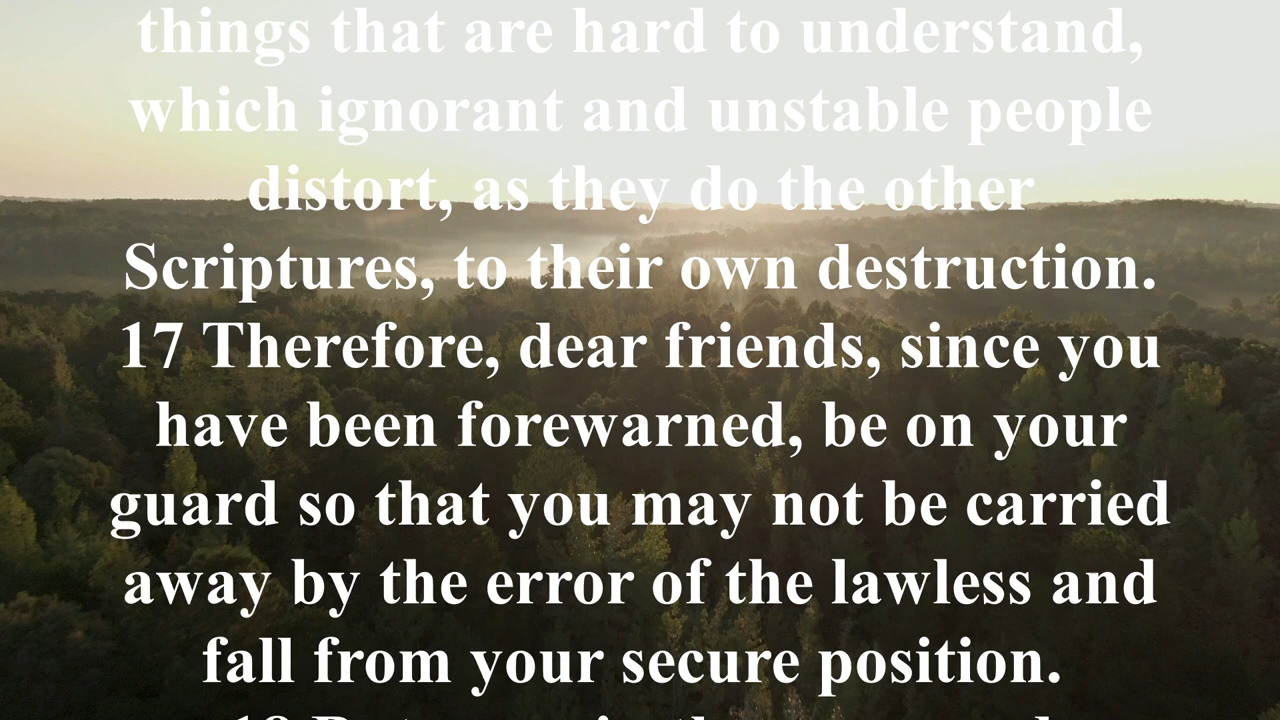 things that are hard to understand,
which ignorant and unstable people
distort, as they do the other
Scriptures, to their own destruction.
17 Therefore, dear friends, since you
have been forewarned, be on your
guard so that you may not be carried
away by the error of the lawless and
fall from your secure position.